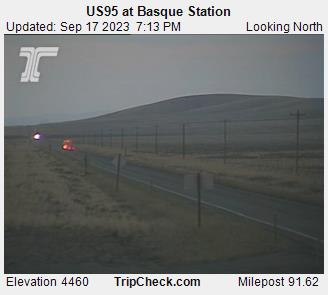 US95 at Basque Station
Updated: Sep 17 2023 7:13 PM Looking North
Elevation 4460 TripCheck.com Milepost 91.62